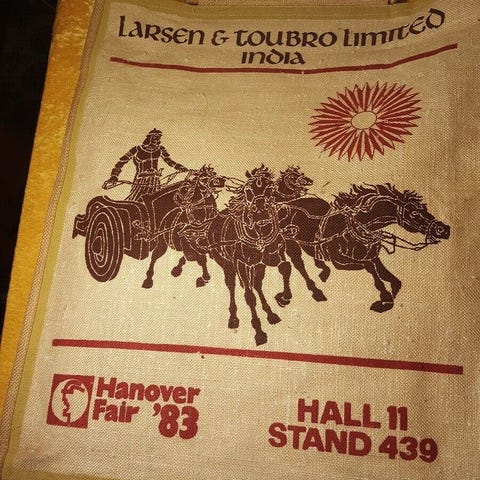 Larsen & Toubro Limited
India
Hanover
Fair '83
HALL 11
STAND 439